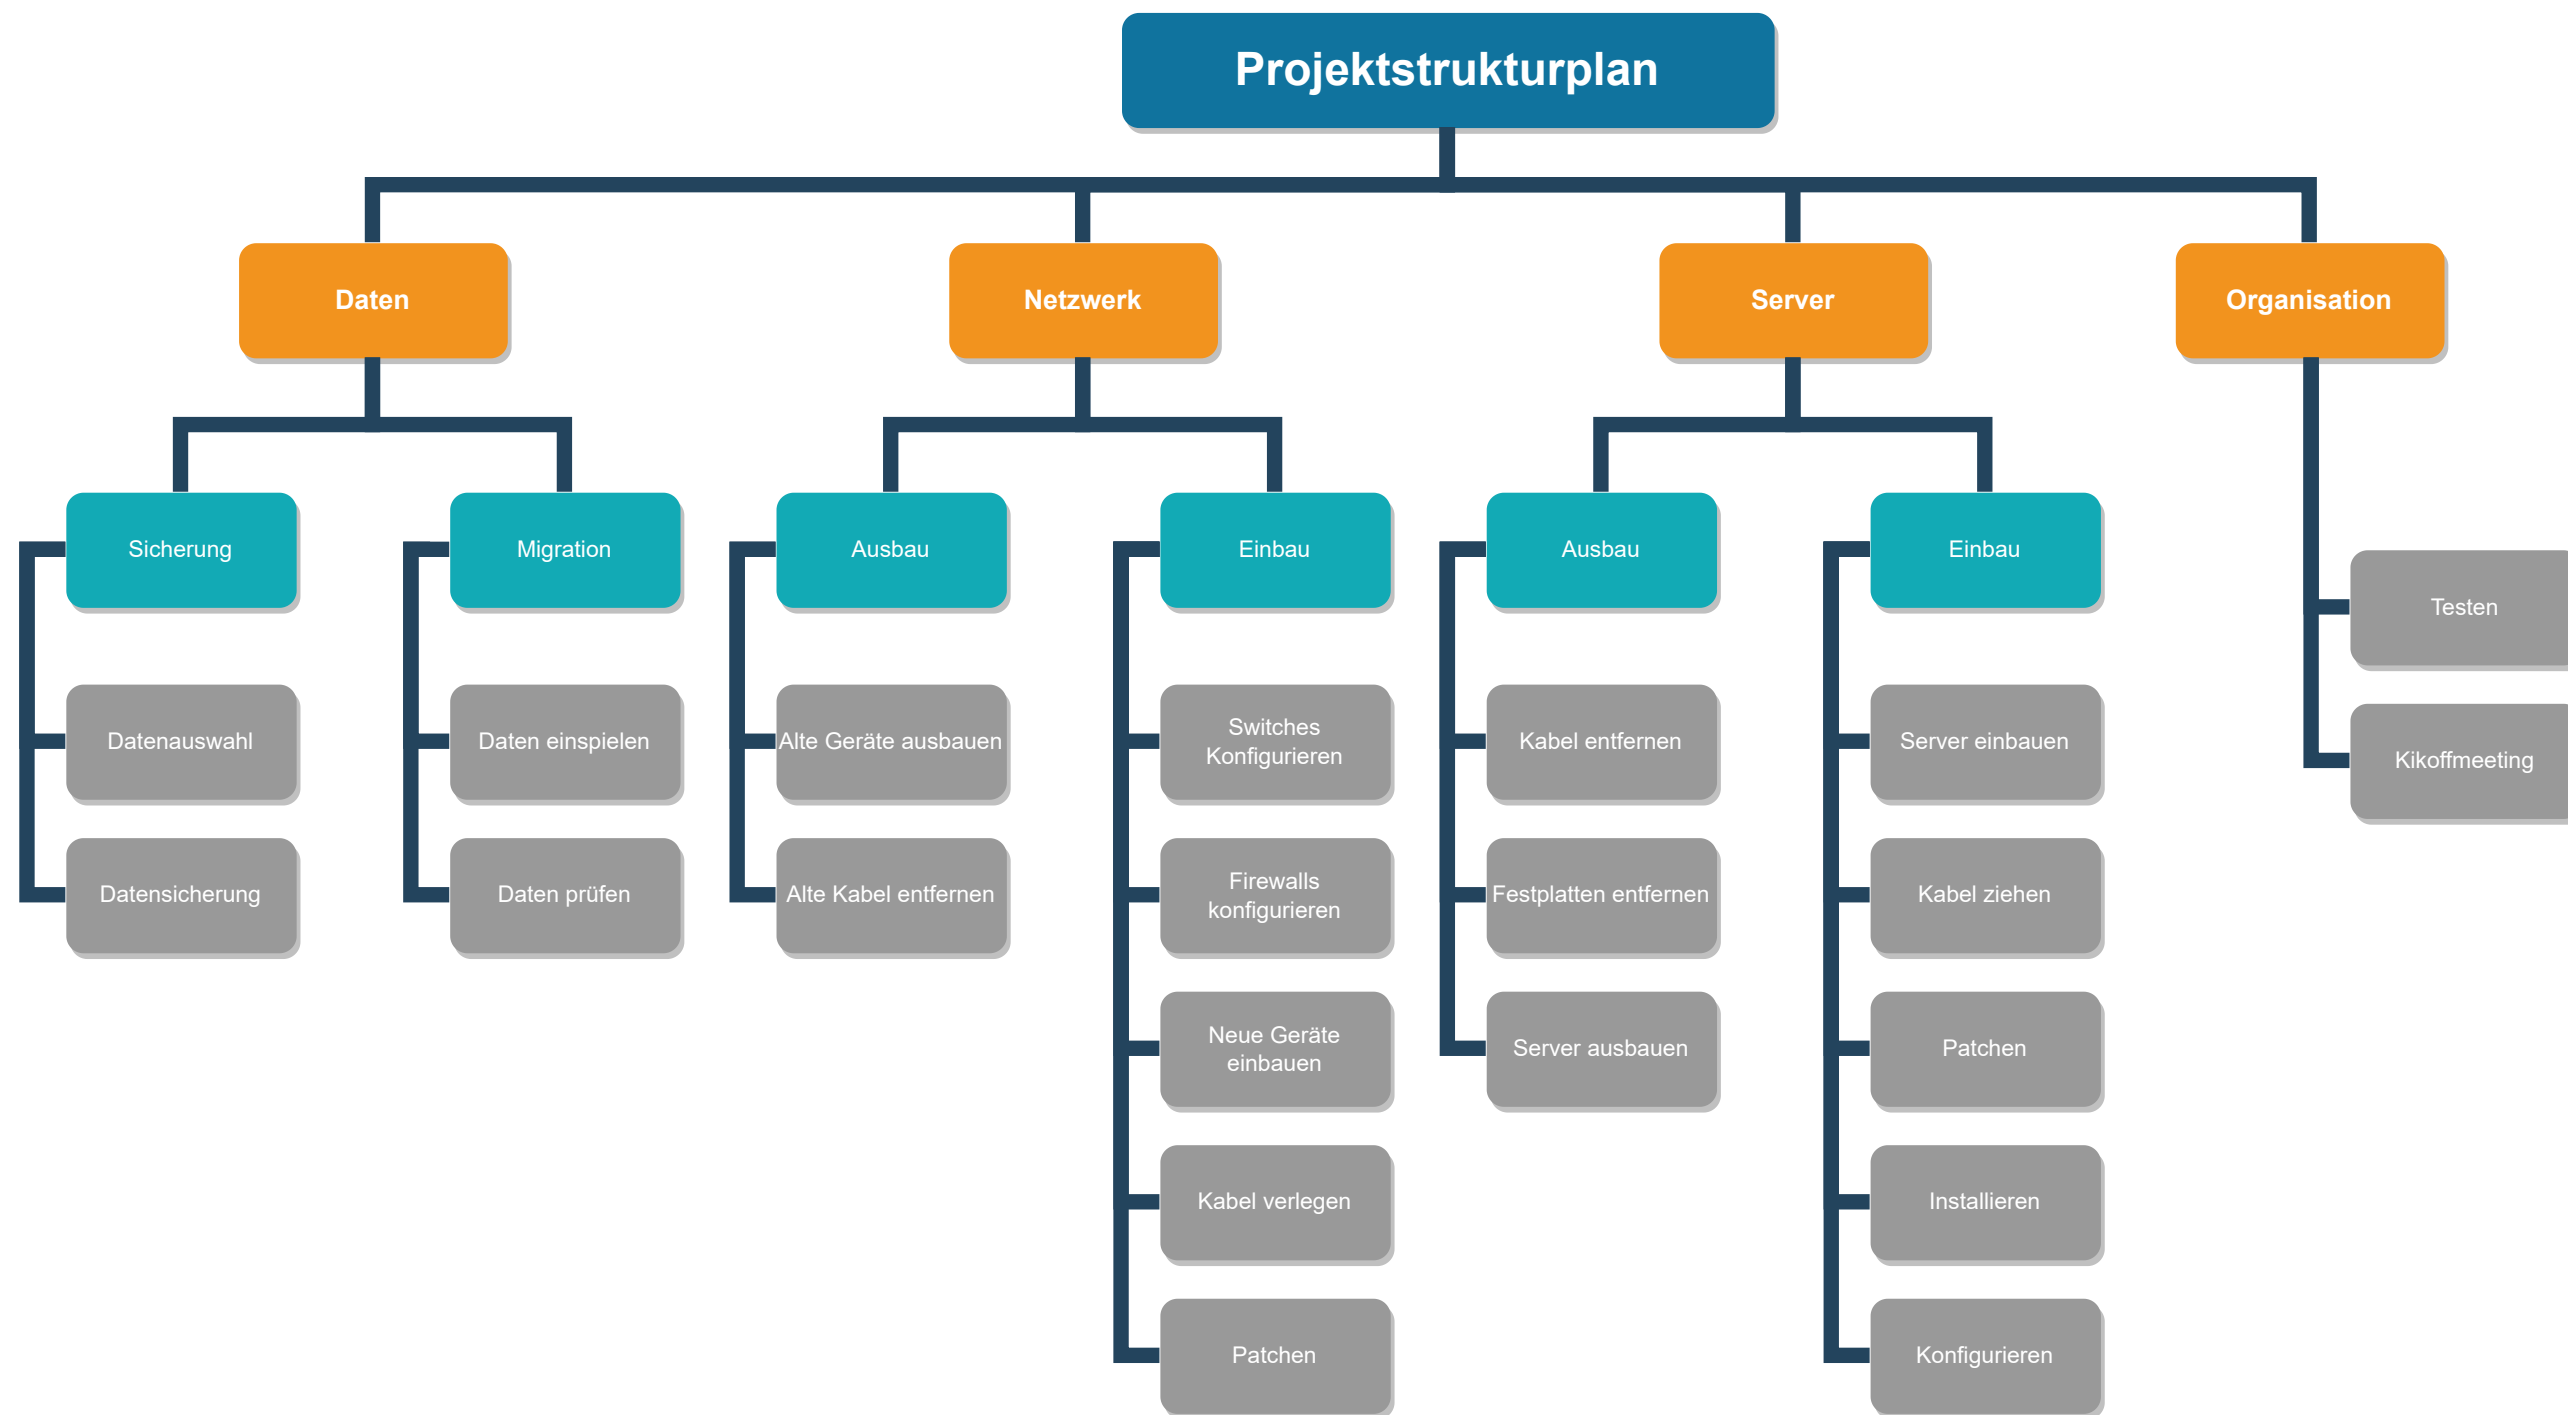 Projektstrukturplan
Daten
Netzwerk
Server
Organisation
Sicherung
Migration
Ausbau
Einbau
Ausbau
Einbau
Testen
Datenauswahl
Daten einspielen
Alte Geräte ausbauen
Switches
Konfigurieren
Kabel entfernen
Server einbauen
Kikoffmeeting
Datensicherung
Daten prüfen
Alte Kabel entfernen
Firewalls
konfigurieren
Festplatten entfernen
Kabel ziehen
Neue Geräte
einbauen
Server ausbauen
Patchen
Kabel verlegen
Installieren
Patchen
Konfigurieren